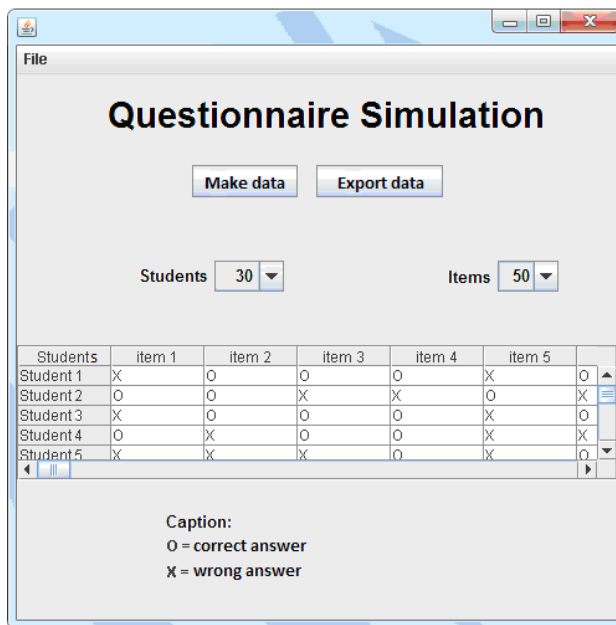 File
Questionnaire Simulation
Make data Export data
Students 30 Items 50
Students item 1 item 2 item 3 item 4 item 5
Student 1 X O O O X O
Student 2 O O X X O X
Student 3 X O O O X O
Student 4 O X O O X X
Student 5 X X X O X O
Caption:
O = correct answer
X = wrong answer